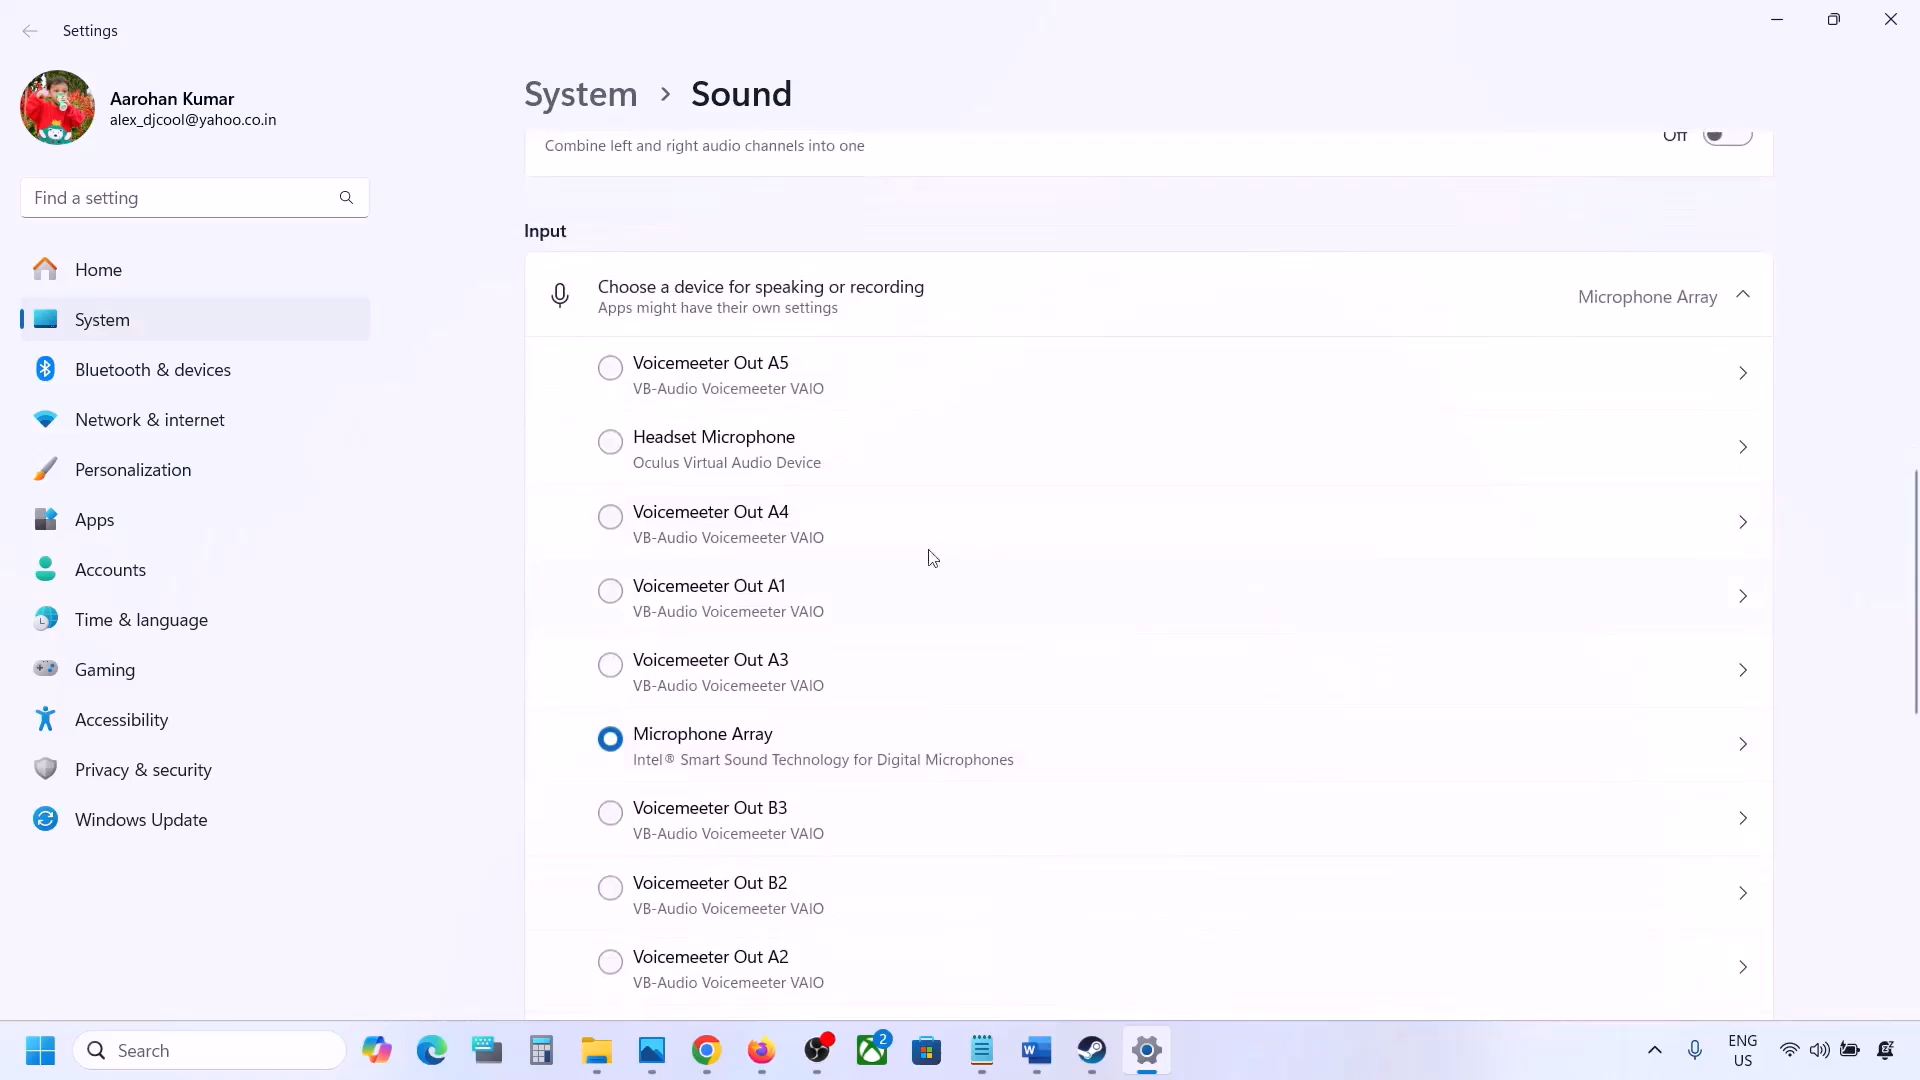 Settings
Aarohan Kumar
alex_djcool@yahoo.co.in
Find a setting
Home
System
Bluetooth & devices
Network & internet
Personalization
Apps
Accounts
Time & language
Gaming
Accessibility
Privacy & security
Windows Update
System > Sound
Combine left and right audio channels into one
Off
Input
Choose a device for speaking or recording
Apps might have their own settings
Microphone Array
Voicemeeter Out A5
VB-Audio Voicemeeter VAIO
Headset Microphone
Oculus Virtual Audio Device
Voicemeeter Out A4
VB-Audio Voicemeeter VAIO
Voicemeeter Out A1
VB-Audio Voicemeeter VAIO
Voicemeeter Out A3
VB-Audio Voicemeeter VAIO
Microphone Array
Intel® Smart Sound Technology for Digital Microphones
Voicemeeter Out B3
VB-Audio Voicemeeter VAIO
Voicemeeter Out B2
VB-Audio Voicemeeter VAIO
Voicemeeter Out A2
VB-Audio Voicemeeter VAIO
Search
2
ENG
US